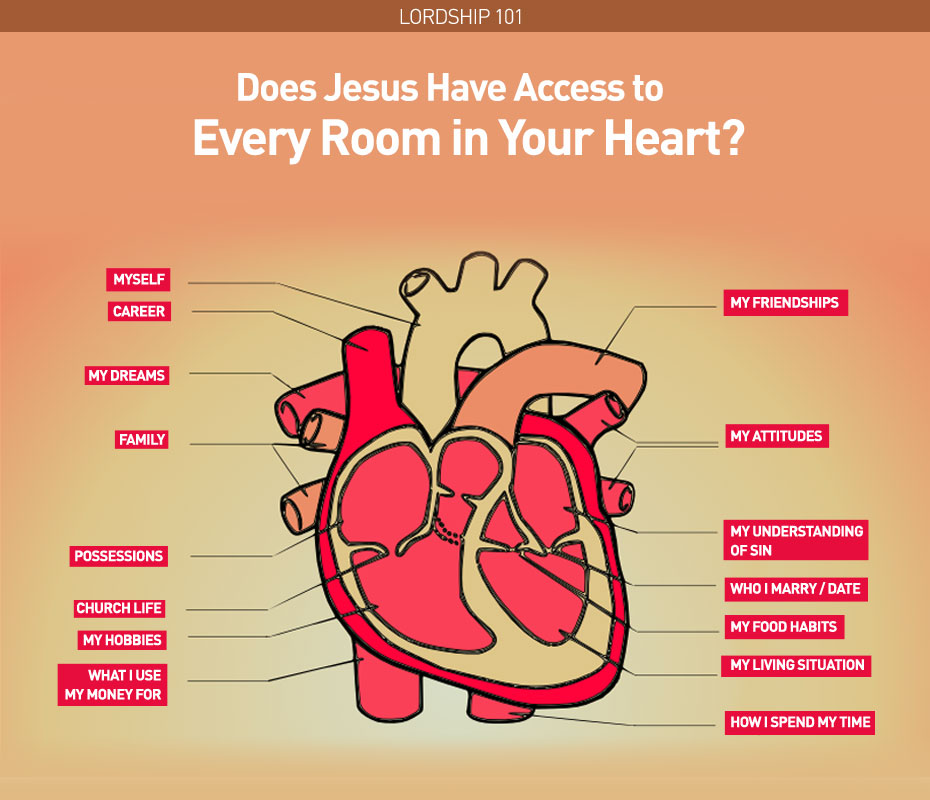 LORDSHIP 101
Does Jesus Have Access to
Every Room in Your Heart?
MYSELF
CAREER
MY DREAMS
FAMILY
POSSESSIONS
CHURCH LIFE
MY HOBBIES
WHAT I USE
MY MONEY FOR
MY FRIENDSHIPS
MY ATTITUDES
MY UNDERSTANDING
OF SIN
WHO I MARRY / DATE
MY FOOD HABITS
MY LIVING SITUATION
HOW I SPEND MY TIME